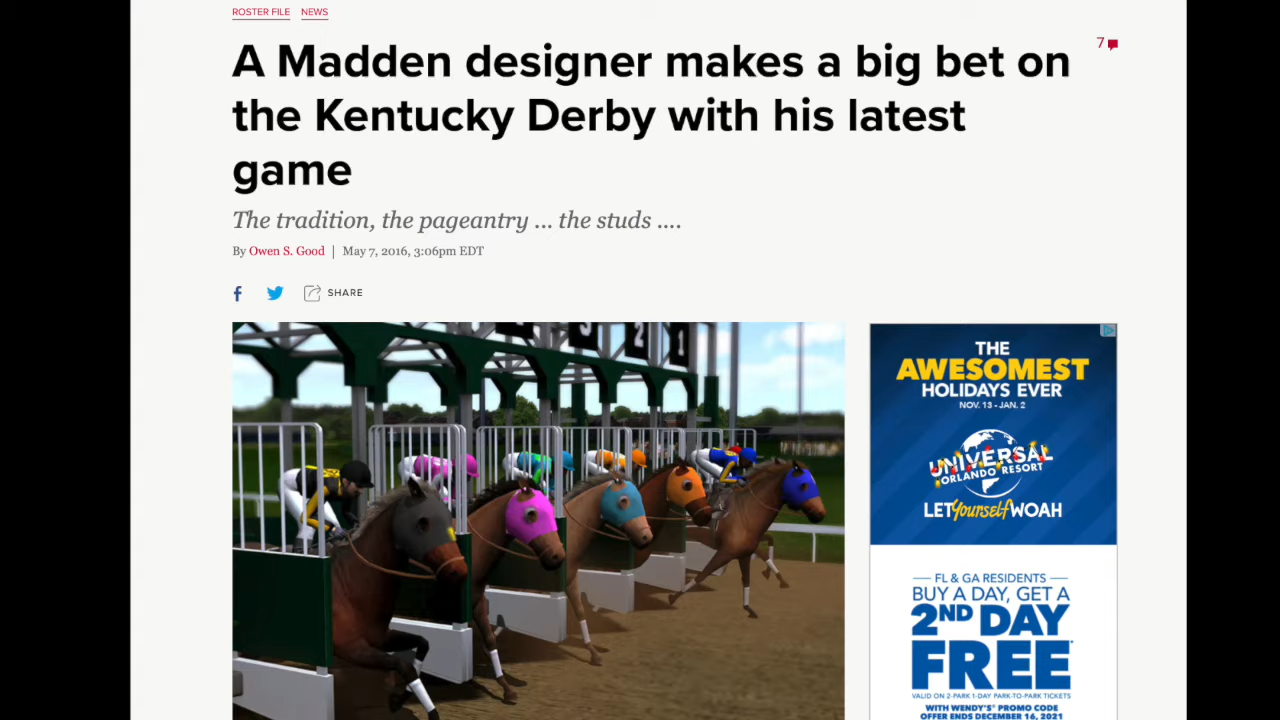 ROSTER FILE NEWS
A Madden designer makes a big bet on
the Kentucky Derby with his latest
game
7
The tradition, the pageantry ... the studs ....
By Owen S. Good | May 7, 2016, 3:06pm EDT
SHARE
3 2 1
THE
AWESOMEST
HOLIDAYS EVER
NOV. 13 - JAN. 2
UNIVERSAL
ORLANDO RESORT
LET Yourself WOAH
FL & GA RESIDENTS
BUY A DAY, GET A
2ND DAY
FREE
VALID ON 2-PARK 1-DAY PARK-TO-PARK TICKETS
WITH WENDY'S® PROMO CODE
OFFER ENDS DECEMBER 16, 2021